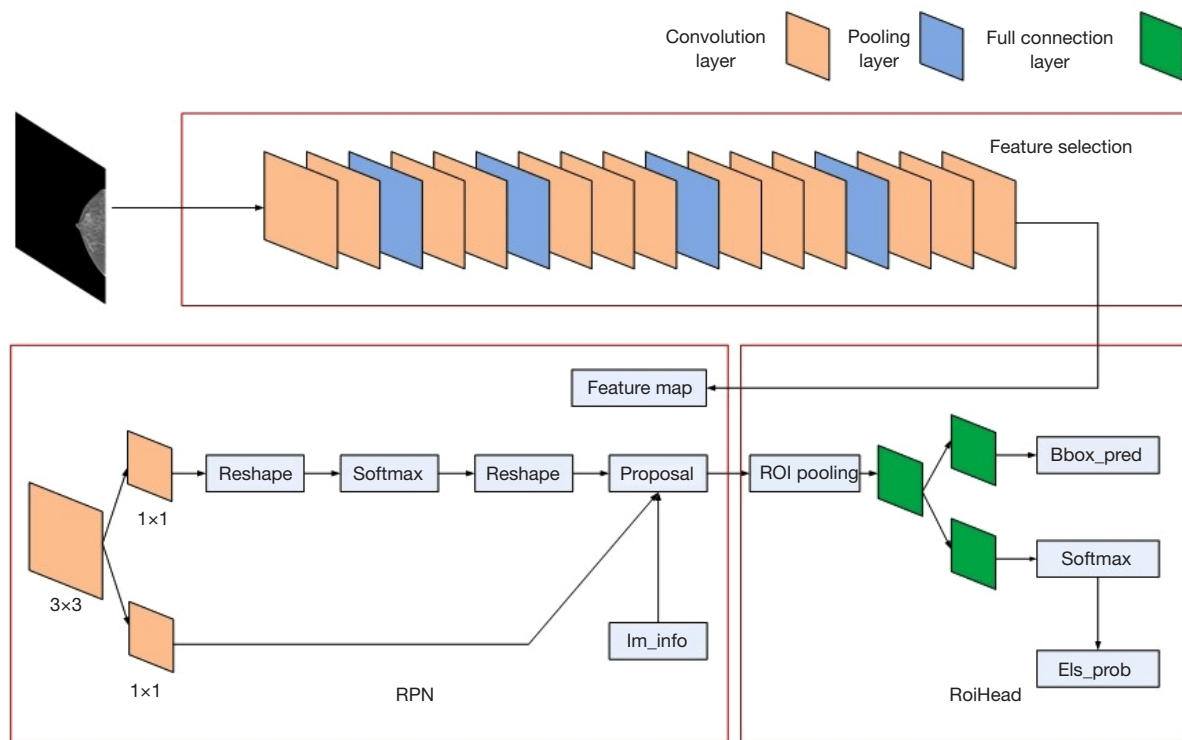 Convolution
layer
Pooling
layer
Full connection
layer
Feature selection
Feature map
Reshape
Softmax
Reshape
Proposal
ROI pooling
Bbox_pred
1×1
3×3
Softmax
Im_info
1×1
Els_prob
RPN
RoiHead